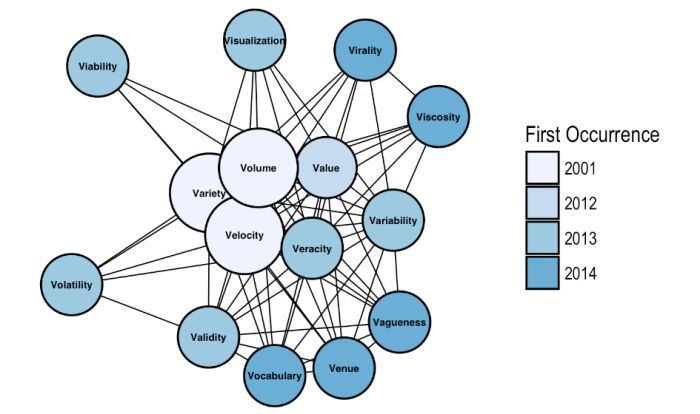 Visualization
Virality
Viability
Viscosity
First Occurrence
Volume
Value
2001
Variety
2012
Variability
Velocity
2013
Veracity
2014
Volatility
Vagueness
Validity
Venue
Vocabulary